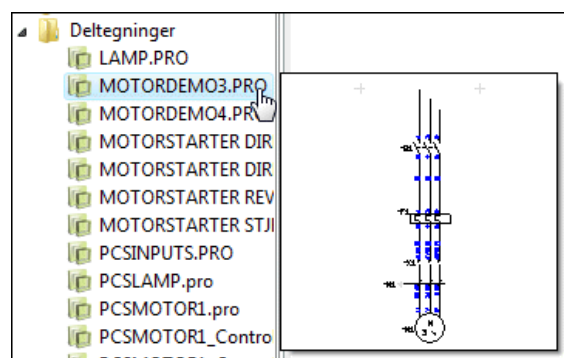 Deltegninger
LAMP.PRO
MOTORDEMO3.PRO
MOTORDEMO4.PRO
MOTORSTARTER DIR
MOTORSTARTER DIR
MOTORSTARTER REV
MOTORSTARTER STJ
PCSINPUTS.PRO
PCSLAMP.pro
PCSMOTOR1.pro
PCSMOTOR1_Contro